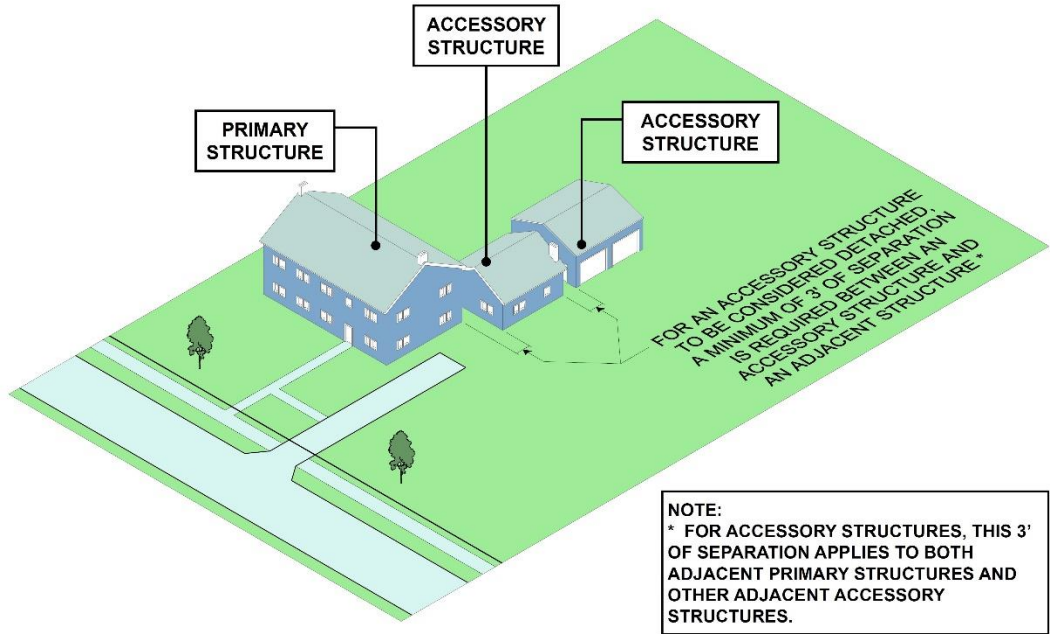 ACCESSORY
STRUCTURE
PRIMARY
STRUCTURE
ACCESSORY
STRUCTURE
FOR AN ACCESSORY STRUCTURE
TO BE CONSIDERED DETACHED,
A MINIMUM OF 3' OF SEPARATION
IS REQUIRED BETWEEN AN
ACCESSORY STRUCTURE AND
AN ADJACENT STRUCTURE *
NOTE:
* FOR ACCESSORY STRUCTURES, THIS 3'
OF SEPARATION APPLIES TO BOTH
ADJACENT PRIMARY STRUCTURES AND
OTHER ADJACENT ACCESSORY
STRUCTURES.